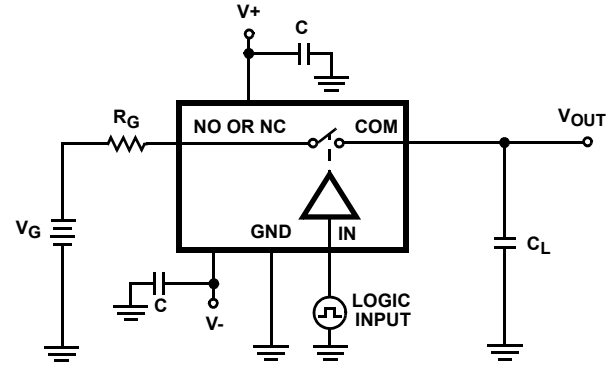 V+
C
RG
NO OR NC
COM
VOUT
VG
GND
IN
CL
C
V-
LOGIC
INPUT